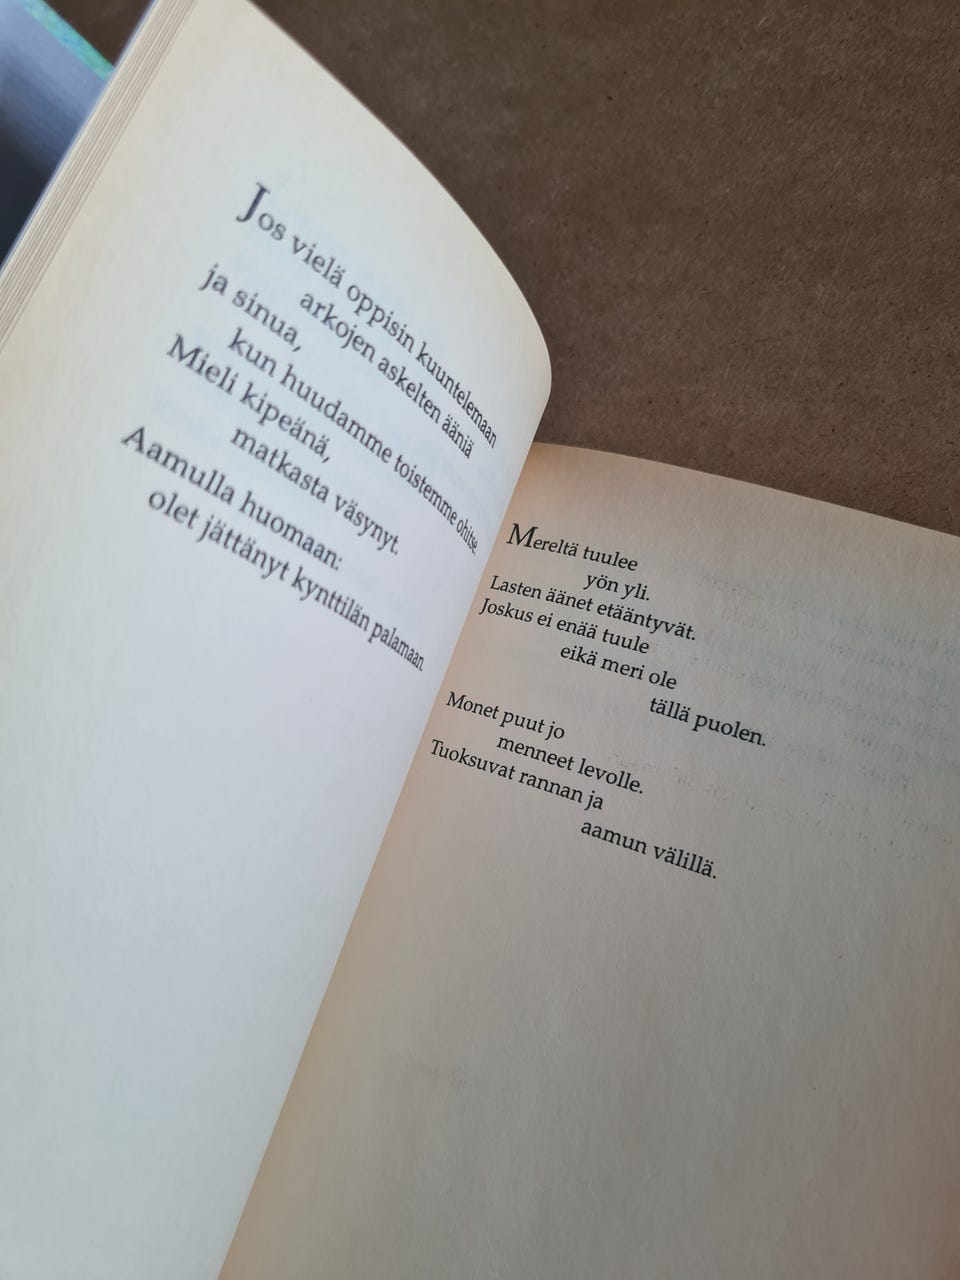 Jos vielä oppisin kuuntelemaan
arkojen askelten ääniä
ja sinua,
kun huudamme toistemme ohitse.
Mieli kipeänä,
matkasta väsynyt.
Aamulla huomaan:
olet jättänyt kynttilän palamaan.
Mereltä tuulee
yön yli.
Lasten äänet etääntyvät.
Joskus ei enää tuule
eikä meri ole
tällä puolen.
Monet puut jo
menneet levolle.
Tuoksuvat rannan ja
aamun välillä.